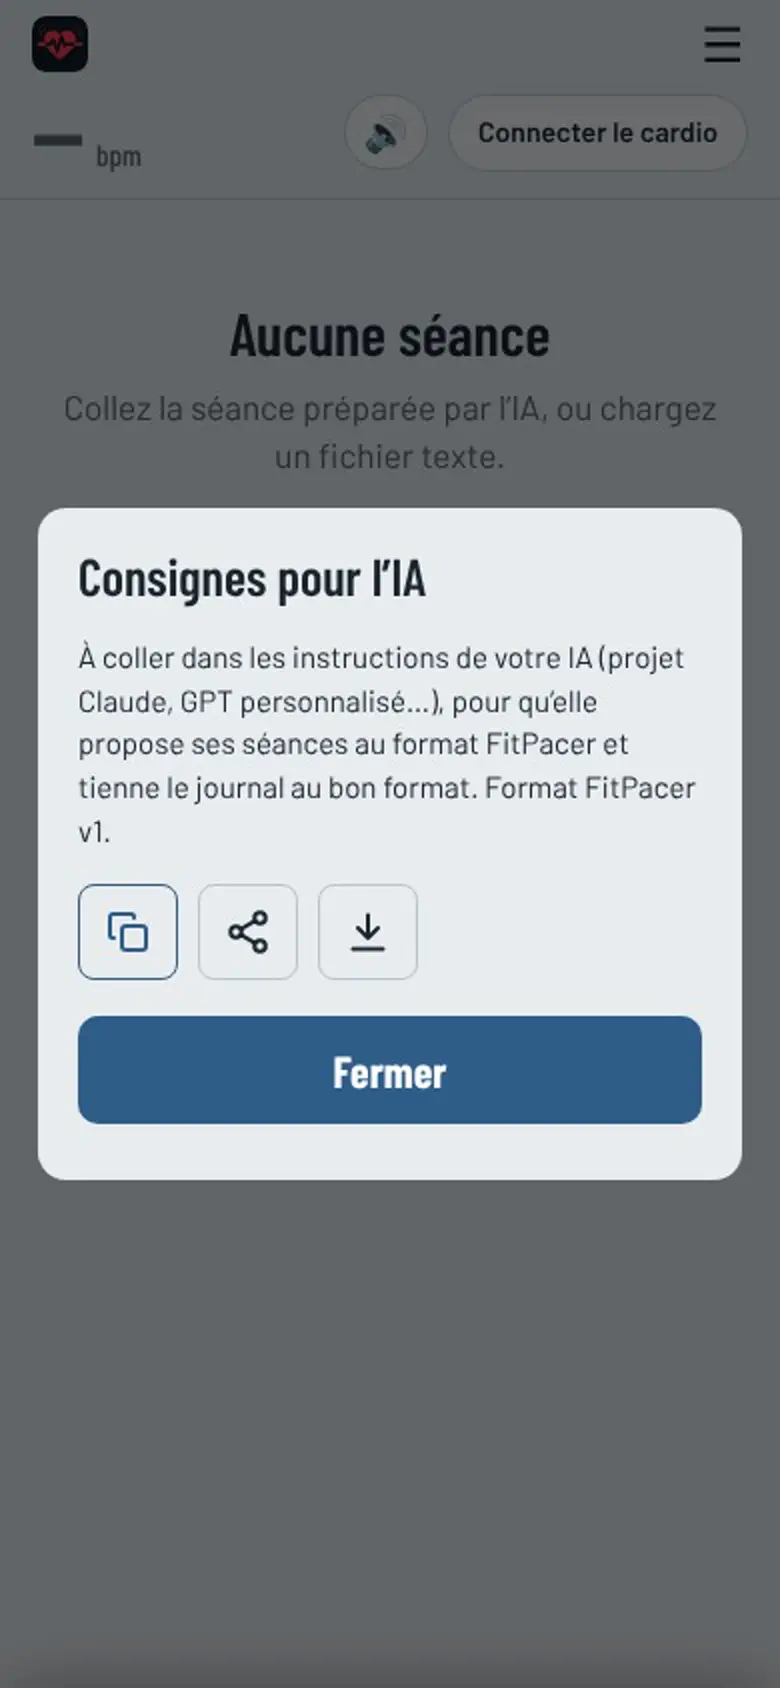 bpm
Connecter le cardio
Aucune séance
Collez la séance préparée par l’IA, ou chargez
un fichier texte.
Consignes pour l’IA
À coller dans les instructions de votre IA (projet
Claude, GPT personnalisé…), pour qu’elle
propose ses séances au format FitPacer et
tienne le journal au bon format. Format FitPacer
v1.
Fermer